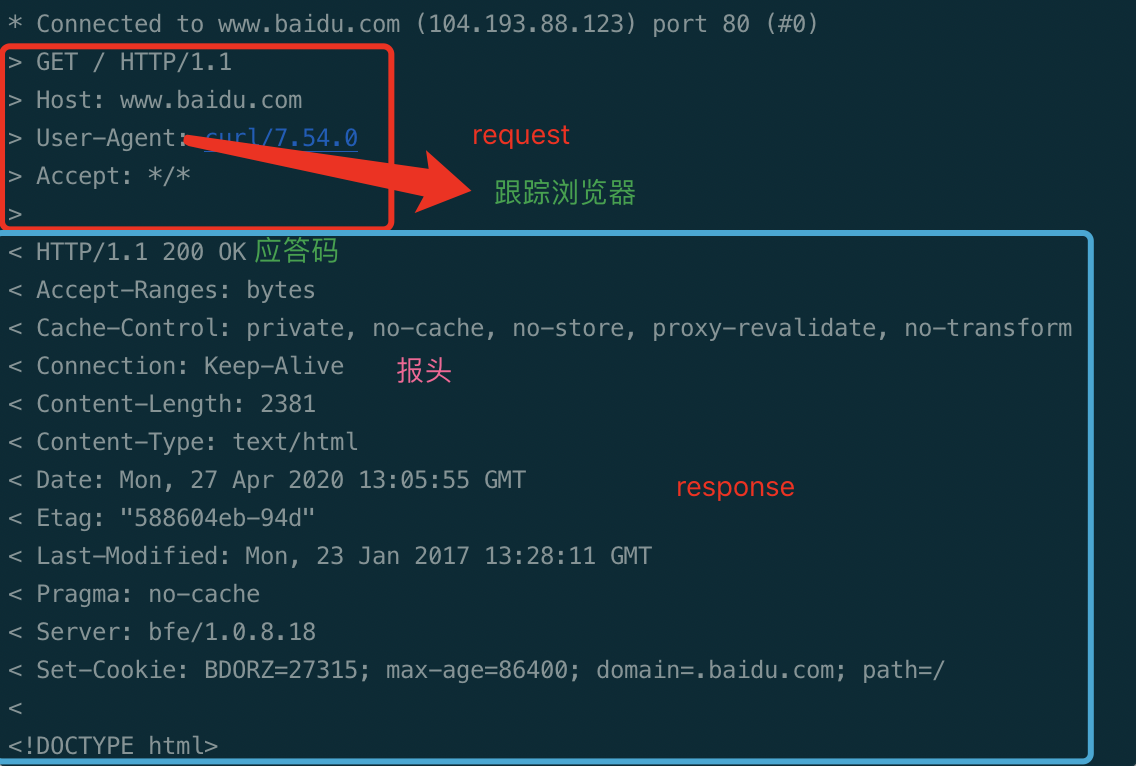 * Connected to www.baidu.com (104.193.88.123) port 80 (#0)
> GET / HTTP/1.1
> Host: www.baidu.com
> User-Agent: curl/7.54.0
request
> Accept: */*
跟踪浏览器
>
< HTTP/1.1 200 OK 应答码
< Accept-Ranges: bytes
< Cache-Control: private, no-cache, no-store, proxy-revalidate, no-transform
< Connection: Keep-Alive
报头
< Content-Length: 2381
< Content-Type: text/html
< Date: Mon, 27 Apr 2020 13:05:55 GMT
response
< Etag: "588604eb-94d"
< Last-Modified: Mon, 23 Jan 2017 13:28:11 GMT
< Pragma: no-cache
< Server: bfe/1.0.8.18
< Set-Cookie: BDORZ=27315; max-age=86400; domain=.baidu.com; path=/
<
<!DOCTYPE html>